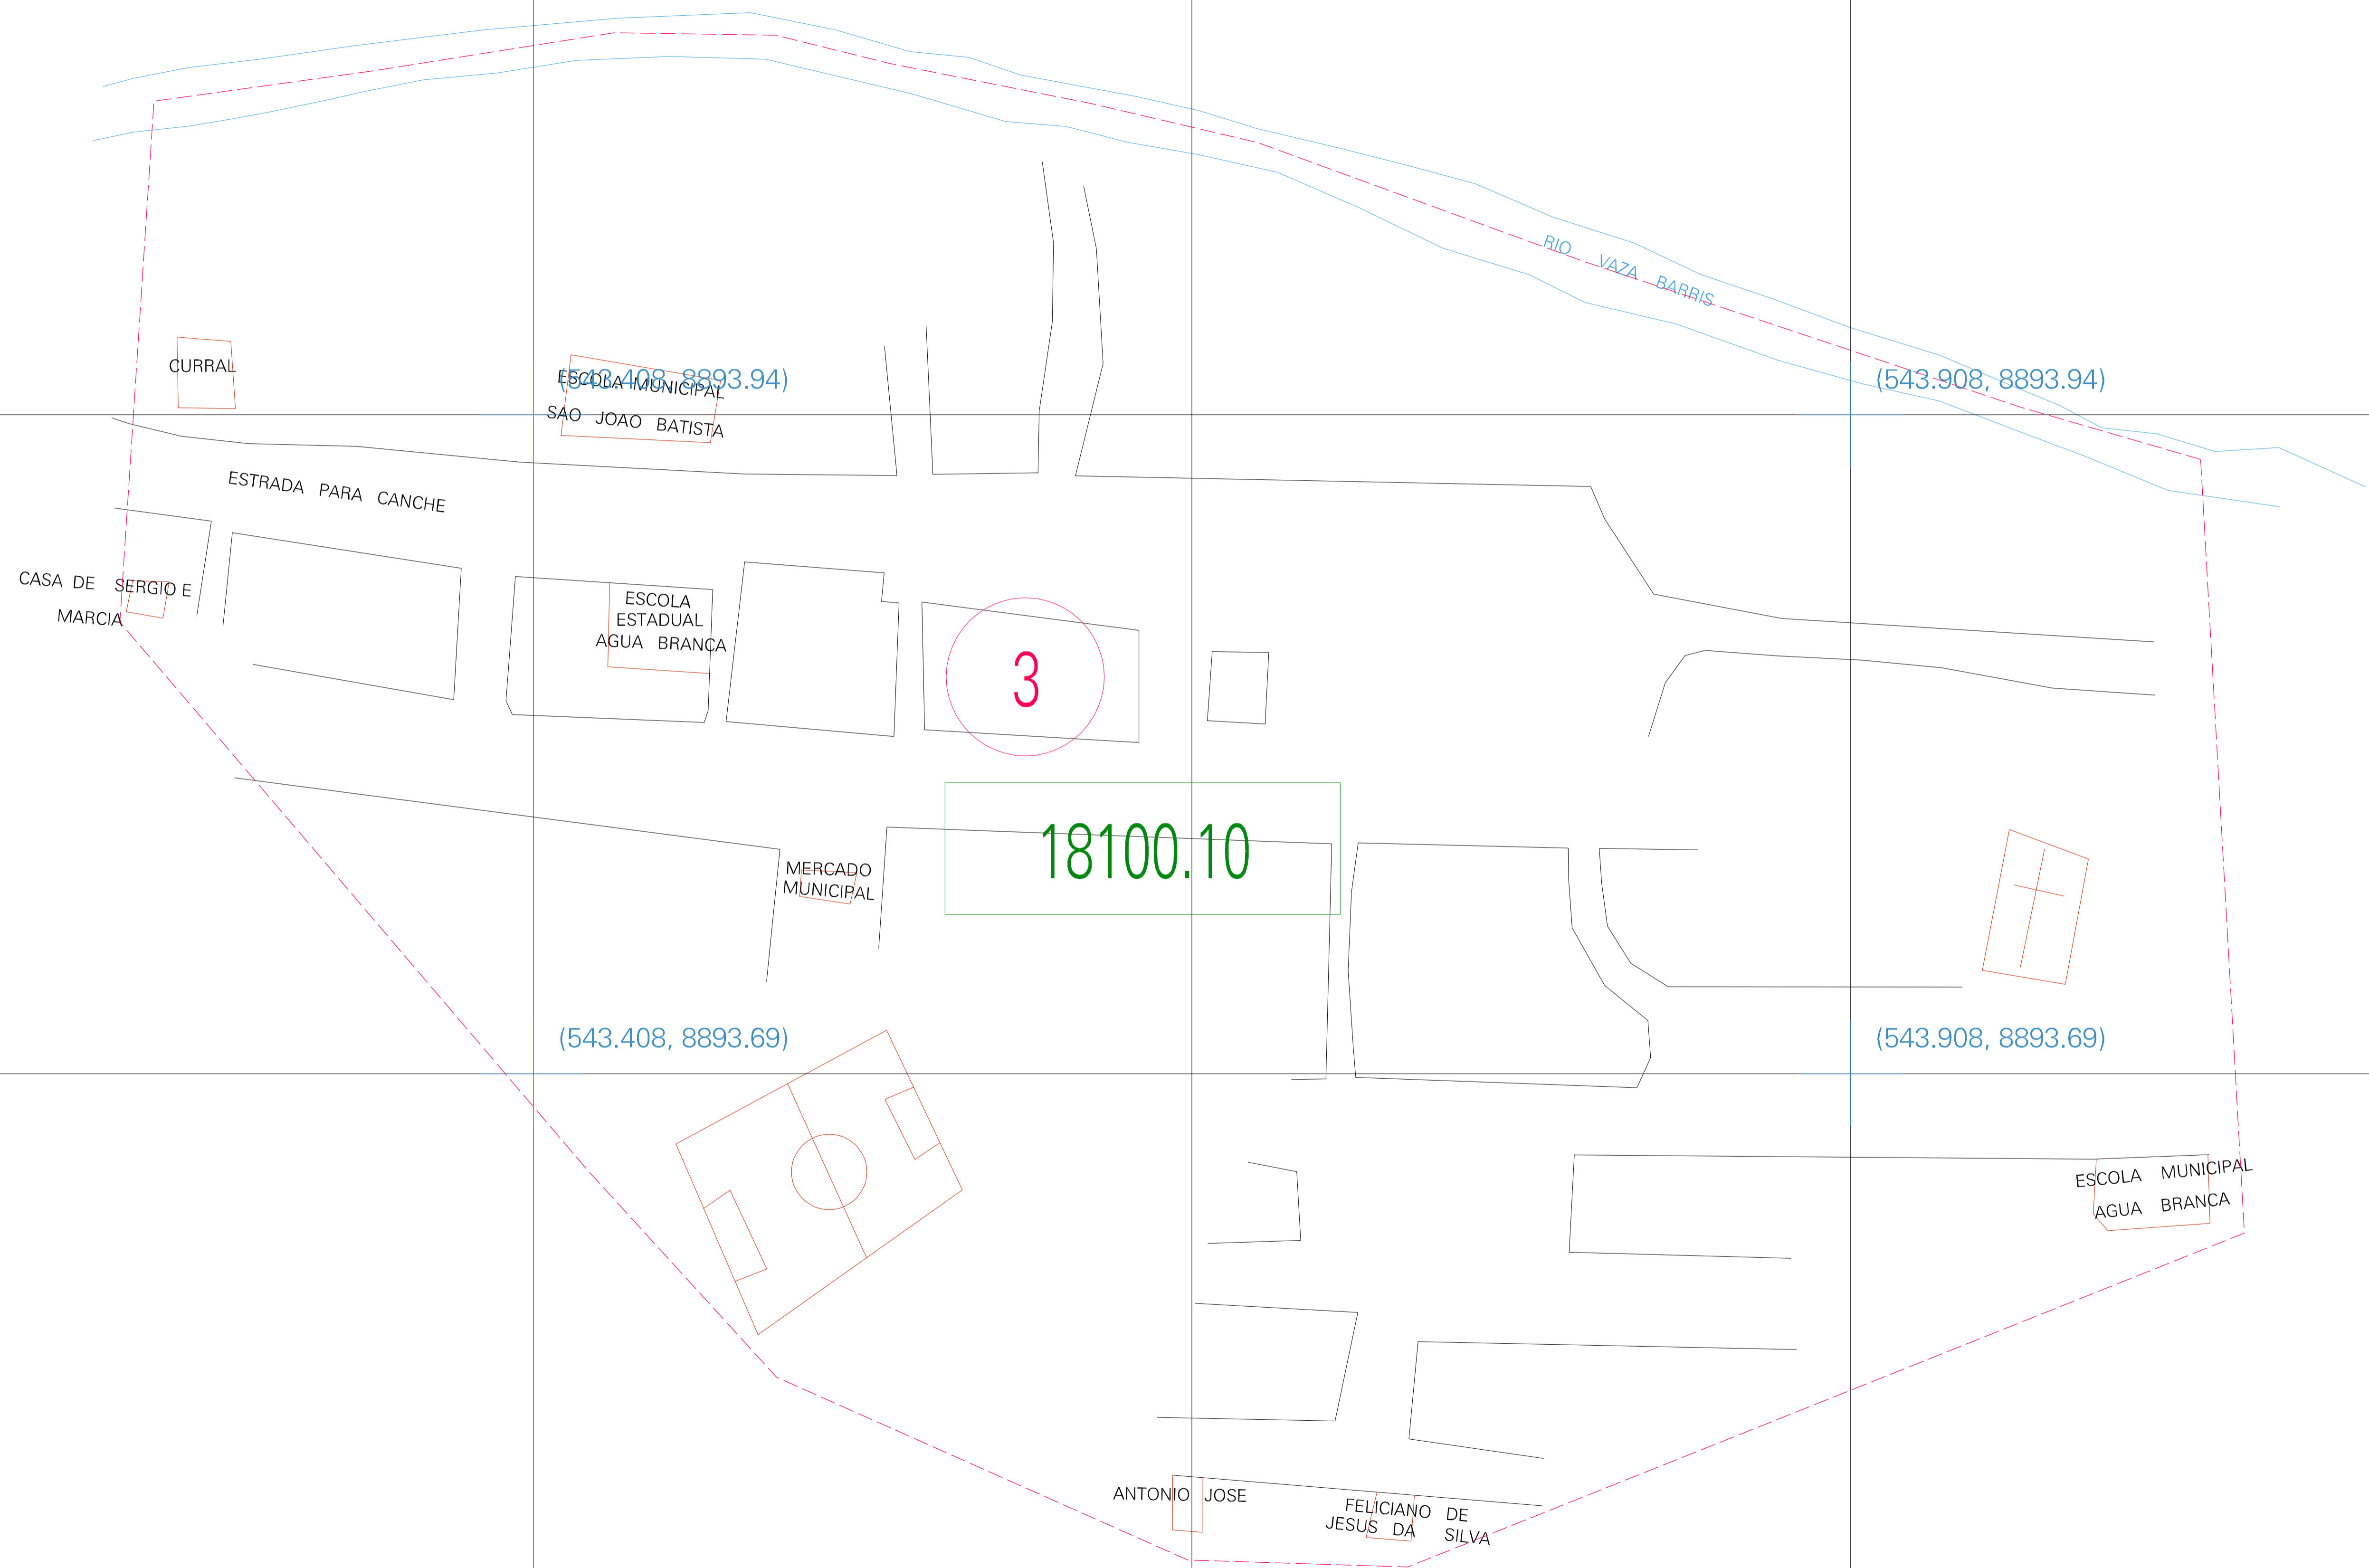 RIO VAZA BARRIS
CURRAL
(543.408, 8893.94)
ESCOLA MUNICIPAL
SAO JOAO BATISTA
(543.908, 8893.94)
ESTRADA PARA CANCHE
CASA DE SERGIO E
MARCIA
ESCOLA
ESTADUAL
AGUA BRANCA
3
18100.10
MERCADO
MUNICIPAL
(543.408, 8893.69)
(543.908, 8893.69)
ESCOLA MUNICIPAL
AGUA BRANCA
ANTONIO JOSE
FELICIANO DE
JESUS DA SILVA